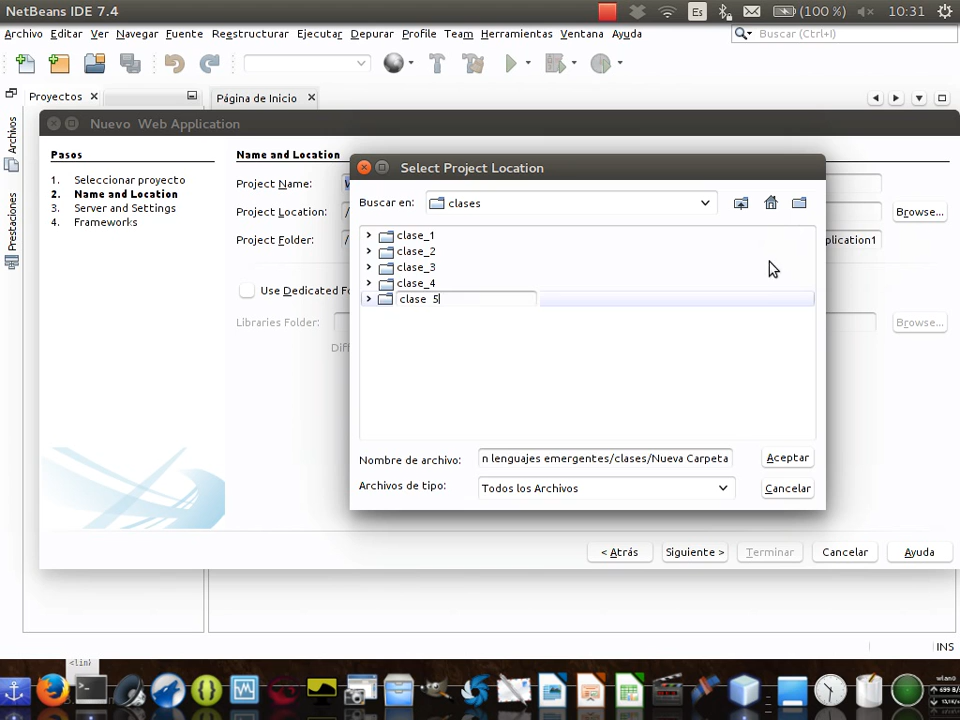 NetBeans IDE 7.4
Es
(100 %)
10:31
Archivo Editar Ver Navegar Fuente Reestructurar Ejecutar Depurar Profile Team Herramientas Ventana Ayuda
Buscar (Ctrl+I)
Proyectos
Página de Inicio
Archivos
Prestaciones
Nuevo Web Application
Pasos
1. Seleccionar proyecto
2. Name and Location
3. Server and Settings
4. Frameworks
Name and Location
Project Name:
Project Location: /
Browse...
Project Folder: /
plication1
Use Dedicated Fo
Libraries Folder:
Browse...
Diff
Select Project Location
Buscar en: clases
clase_1
clase_2
clase_3
clase_4
clase 5
Nombre de archivo: n lenguajes emergentes/clases/Nueva Carpeta
Aceptar
Archivos de tipo: Todos los Archivos
Cancelar
< Atrás Siguiente > Terminar Cancelar Ayuda
INS
wlan0